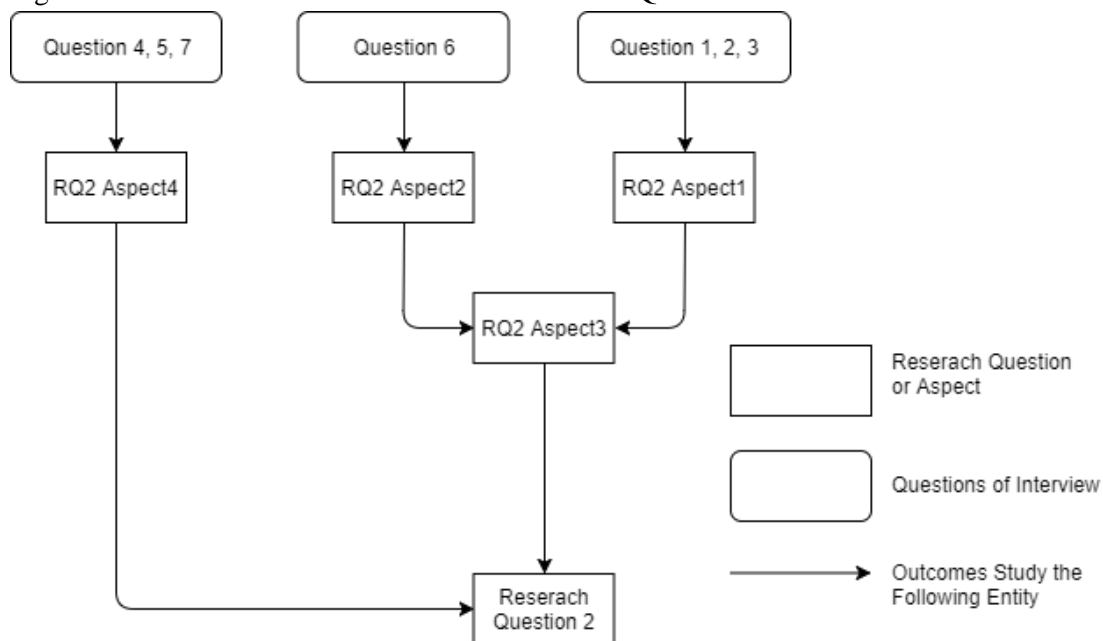 Question 4, 5, 7
Question 6
Question 1, 2, 3
RQ2 Aspect4
RQ2 Aspect2
RQ2 Aspect1
RQ2 Aspect3
Reserach Question
or Aspect
Questions of Interview
Outcomes Study the
Following Entity
Reserach
Question 2